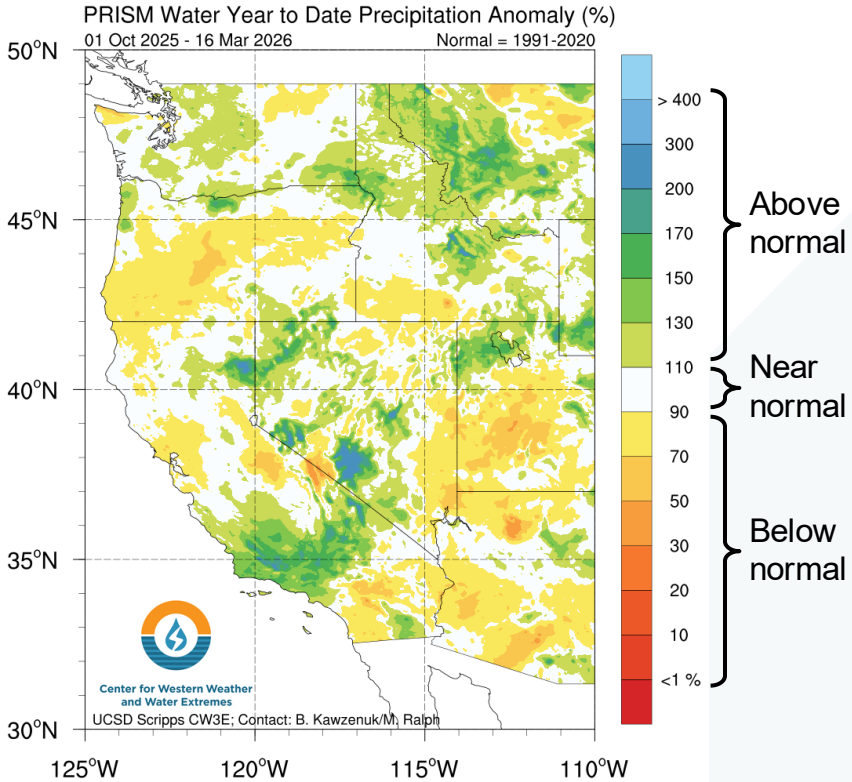 PRISM Water Year to Date Precipitation Anomaly (%)
01 Oct 2025 - 16 Mar 2026
Normal = 1991-2020
50°N
45°N
40°N
35°N
30°N
125°W
120°W
115°W
110°W
> 400
300
200
170
150
130
110
90
70
50
30
20
10
<1 %
Above
normal
Near
normal
Below
normal
Center for Western Weather
and Water Extremes
UCSD Scripps CW3E; Contact: B. Kawzenuk/M. Ralph